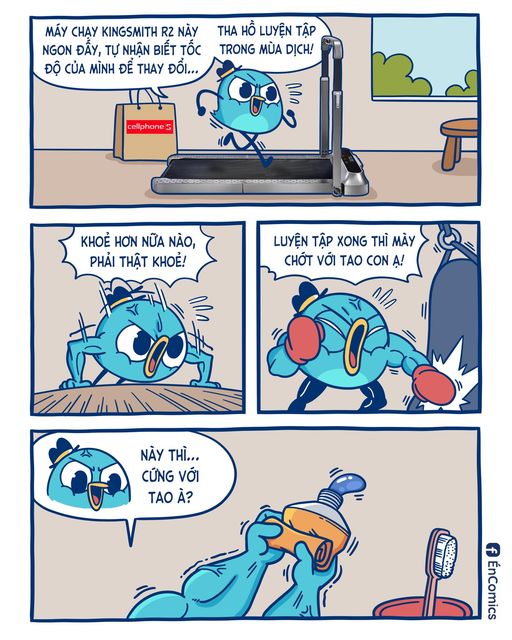 MÁY CHẠY KINGSMITH R2 NÀY
NGON ĐẤY, TỰ NHẬN BIẾT TỐC
ĐỘ CỦA MÌNH ĐỂ THAY ĐỔI...
THA HỒ LUYỆN TẬP
TRONG MÙA DỊCH!
cellphoneS
KHOẺ HƠN NỮA NÀO,
PHẢI THẬT KHOẺ!
LUYỆN TẬP XONG THÌ MÀY
CHỚT VỚI TAO CON Ạ!
NÀY THÌ...
CỨNG VỚI
TAO À?
ÉnComics